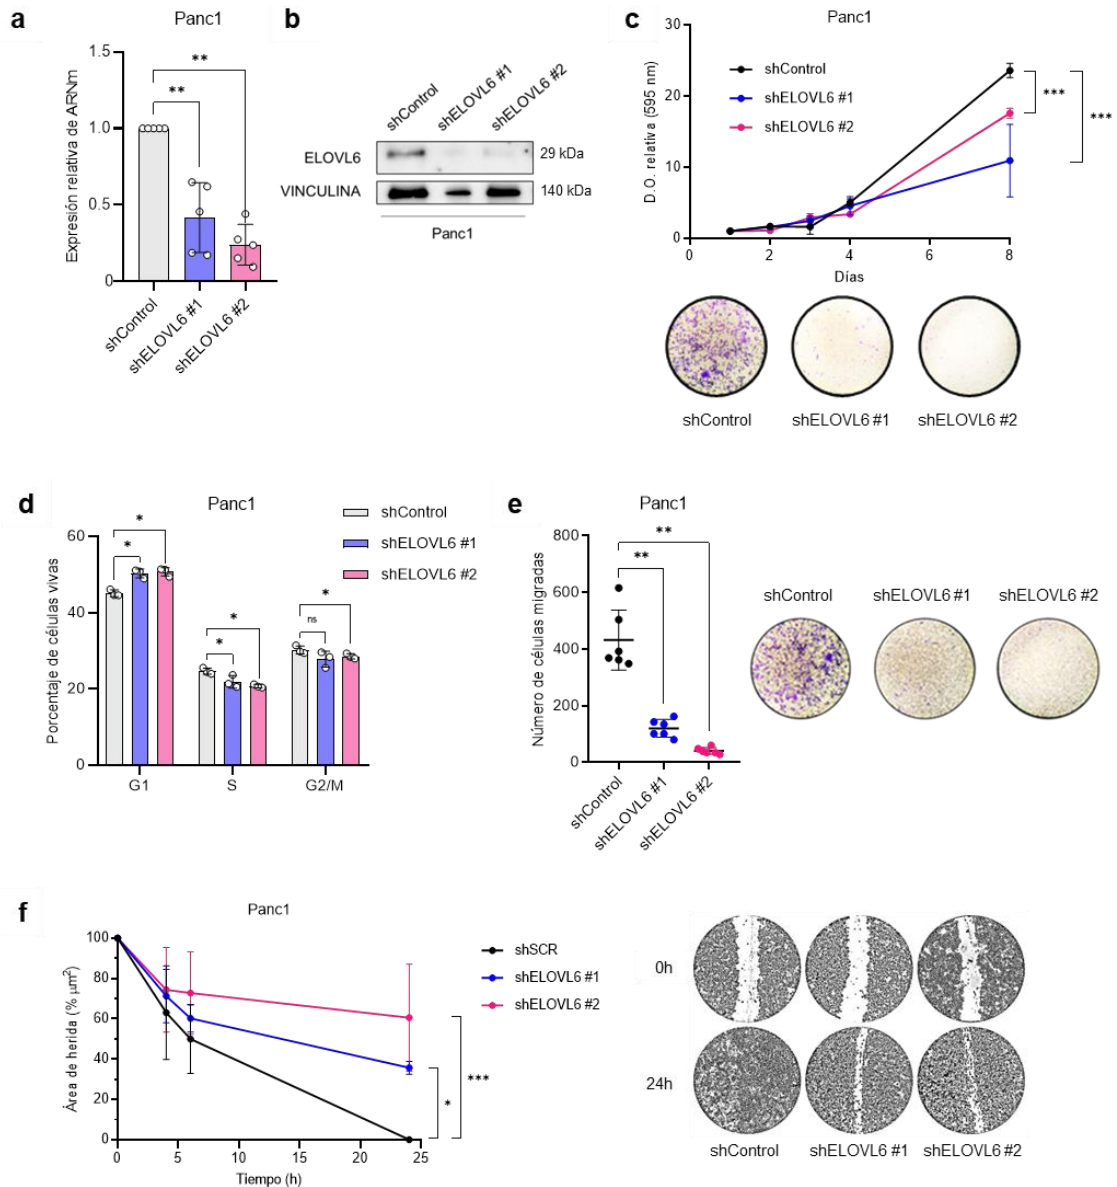 a
Panc1
Expresión relativa de ARNm
1.5
1.0
0.5
0
**
**
shControl
shELOVL6 #1
shELOVL6 #2
b
shControl
shELOVL6 #1
shELOVL6 #2
ELOVL6
29 kDa
VINCULINA
140 kDa
Panc1
c
Panc1
D.O. relativa (595 nm)
30
20
10
0
0
2
4
6
8
Días
shControl
shELOVL6 #1
shELOVL6 #2
***
***
shControl
shELOVL6 #1
shELOVL6 #2
d
Panc1
Porcentaje de células vivas
60
40
20
0
*
*
*
*
*
ns
G1
S
G2/M
shControl
shELOVL6 #1
shELOVL6 #2
e
Panc1
Número de células migradas
800
600
400
200
0
**
**
shControl
shELOVL6 #1
shELOVL6 #2
shControl
shELOVL6 #1
shELOVL6 #2
f
Panc1
Área de herida (% µm²)
100
80
60
40
20
0
0
5
10
15
20
25
Tiempo (h)
shSCR
shELOVL6 #1
shELOVL6 #2
***
*
0h
24h
shControl
shELOVL6 #1
shELOVL6 #2